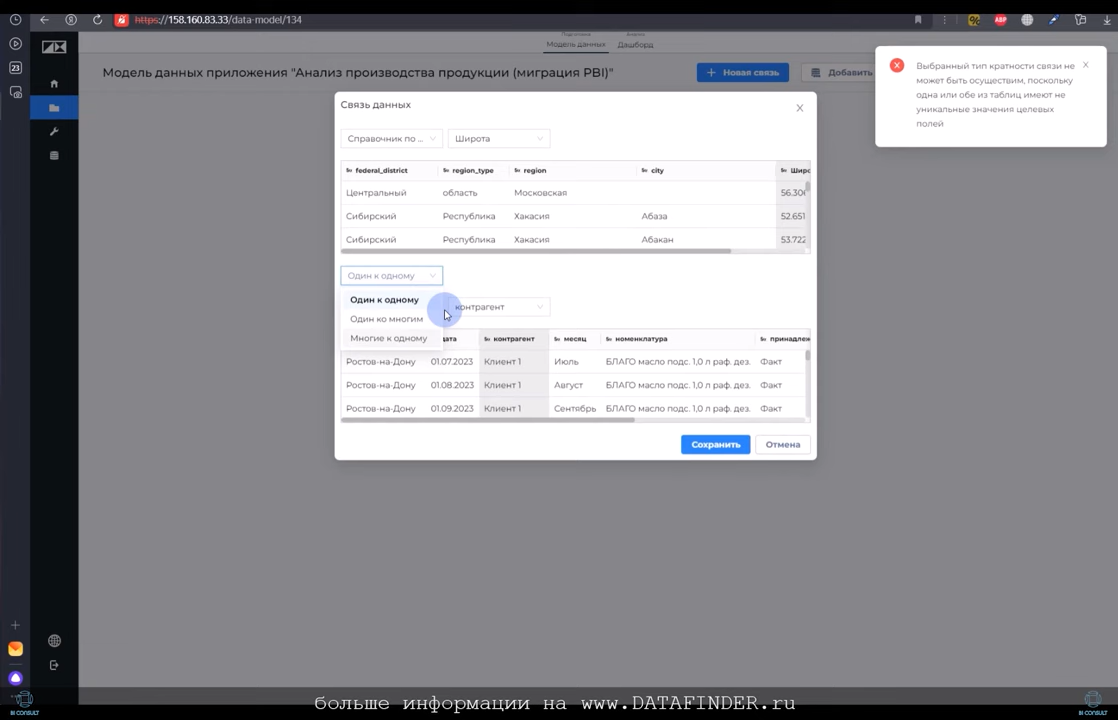 https://158.160.83.33/data-model/134
ABP
23
Подготовка
Анализ
Модель данных
Дашборд
Модель данных приложения "Анализ производства продукции (миграция PBI)"
+ Новая связь
Добавить
Выбранный тип кратности связи не
может быть осуществим, поскольку
одна или обе из таблиц имеют не
уникальные значения целевых
полей
Связь данных
Справочник по ...
Широта
federal_district region_type region city Широ
Центральный область Московская 56.306
Сибирский Республика Хакасия Абаза 52.651
Сибирский Республика Хакасия Абакан 53.722
Один к одному
Один к одному
Один ко многим
Многие к одному
контрагент
дата контрагент месяц номенклатура принадлеж
Ростов-на-Дону 01.07.2023 Клиент 1 Июль БЛАГО масло подс. 1,0 л раф. дез. Факт
Ростов-на-Дону 01.08.2023 Клиент 1 Август БЛАГО масло подс. 1,0 л раф. дез. Факт
Ростов-на-Дону 01.09.2023 Клиент 1 Сентябрь БЛАГО масло подс. 1,0 л раф. дез. Факт
Сохранить
Отмена
больше информации на www.DATAFINDER.ru
BI CONSULT
BI CONSULT